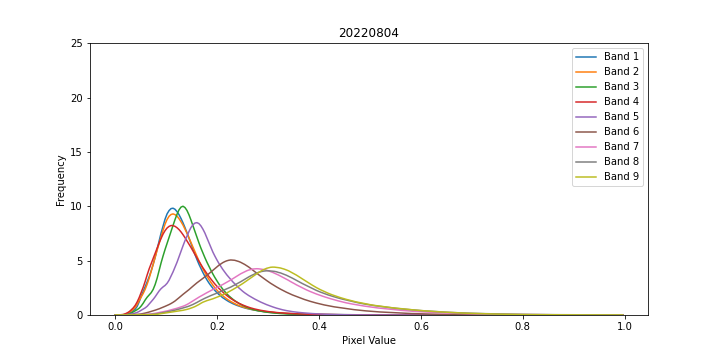 20220804
25
20
15
10
5
0
Frequency
Band 1
Band 2
Band 3
Band 4
Band 5
Band 6
Band 7
Band 8
Band 9
0.0 0.2 0.4 0.6 0.8 1.0
Pixel Value